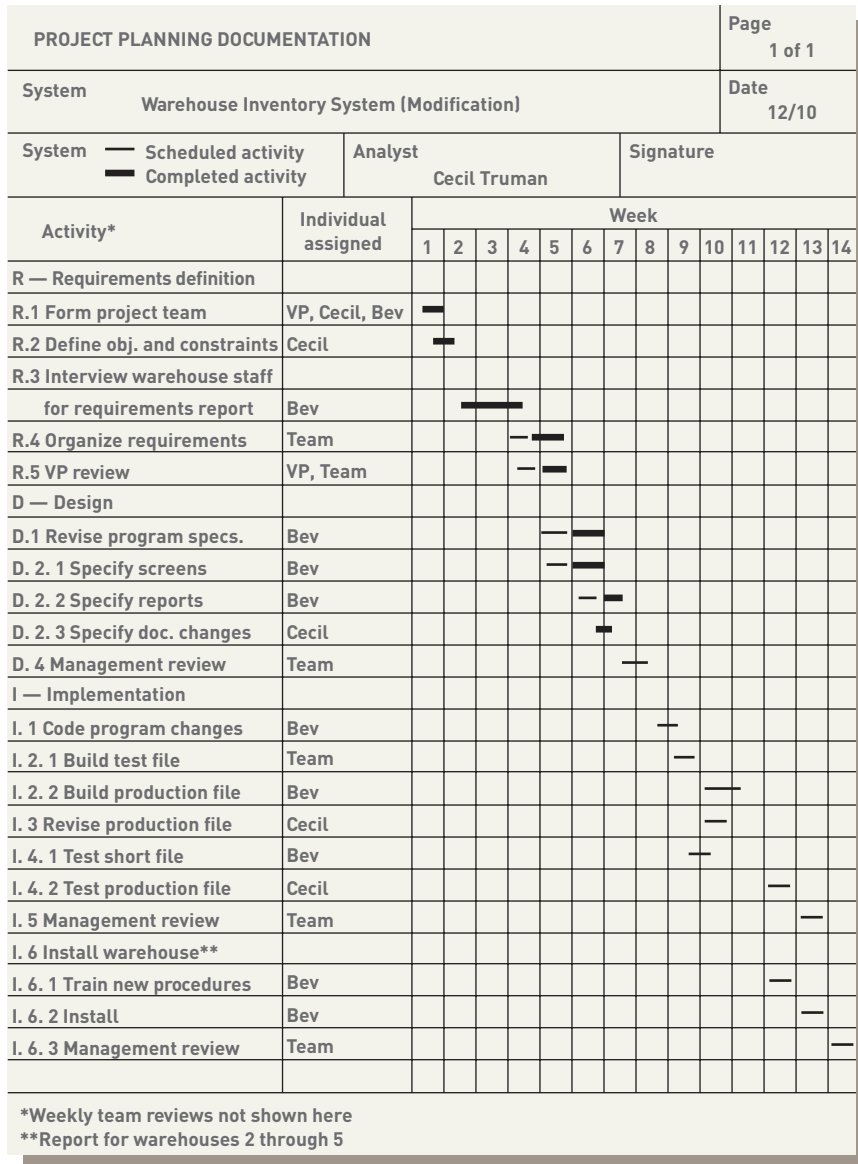 PROJECT PLANNING DOCUMENTATION
Page
1 of 1
System
Warehouse Inventory System (Modification)
Date
12/10
System
Scheduled activity
Completed activity
Analyst
Cecil Truman
Signature
Activity*
Individual
assigned
Week
1 2 3 4 5 6 7 8 9 10 11 12 13 14
R — Requirements definition
R.1 Form project team VP, Cecil, Bev
R.2 Define obj. and constraints Cecil
R.3 Interview warehouse staff
for requirements report Bev
R.4 Organize requirements Team
R.5 VP review VP, Team
D — Design
D.1 Revise program specs. Bev
D. 2. 1 Specify screens Bev
D. 2. 2 Specify reports Bev
D. 2. 3 Specify doc. changes Cecil
D. 4 Management review Team
I — Implementation
I. 1 Code program changes Bev
I. 2. 1 Build test file Team
I. 2. 2 Build production file Bev
I. 3 Revise production file Cecil
I. 4. 1 Test short file Bev
I. 4. 2 Test production file Cecil
I. 5 Management review Team
I. 6 Install warehouse**
I. 6. 1 Train new procedures Bev
I. 6. 2 Install Bev
I. 6. 3 Management review Team
*Weekly team reviews not shown here
**Report for warehouses 2 through 5